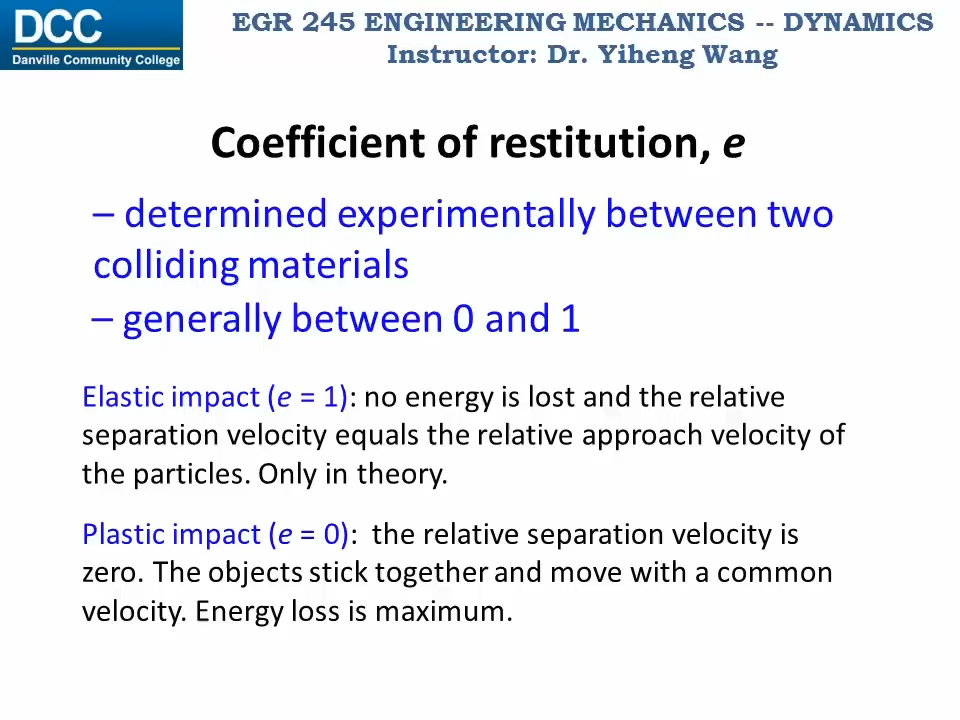 DCC
Danville Community College
EGR 245 ENGINEERING MECHANICS -- DYNAMICS
Instructor: Dr. Yiheng Wang
Coefficient of restitution, e
– determined experimentally between two
colliding materials
– generally between 0 and 1
Elastic impact (e = 1): no energy is lost and the relative
separation velocity equals the relative approach velocity of
the particles. Only in theory.
Plastic impact (e = 0):  the relative separation velocity is
zero. The objects stick together and move with a common
velocity. Energy loss is maximum.